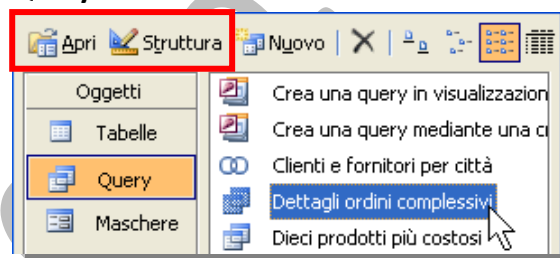 Apri Struttura Nuovo
Oggetti
Tabelle
Query
Maschere
Crea una query in visualizzazion
Crea una query mediante una
Clienti e fornitori per città
Dettagli ordini complessivi
Dieci prodotti più costosi